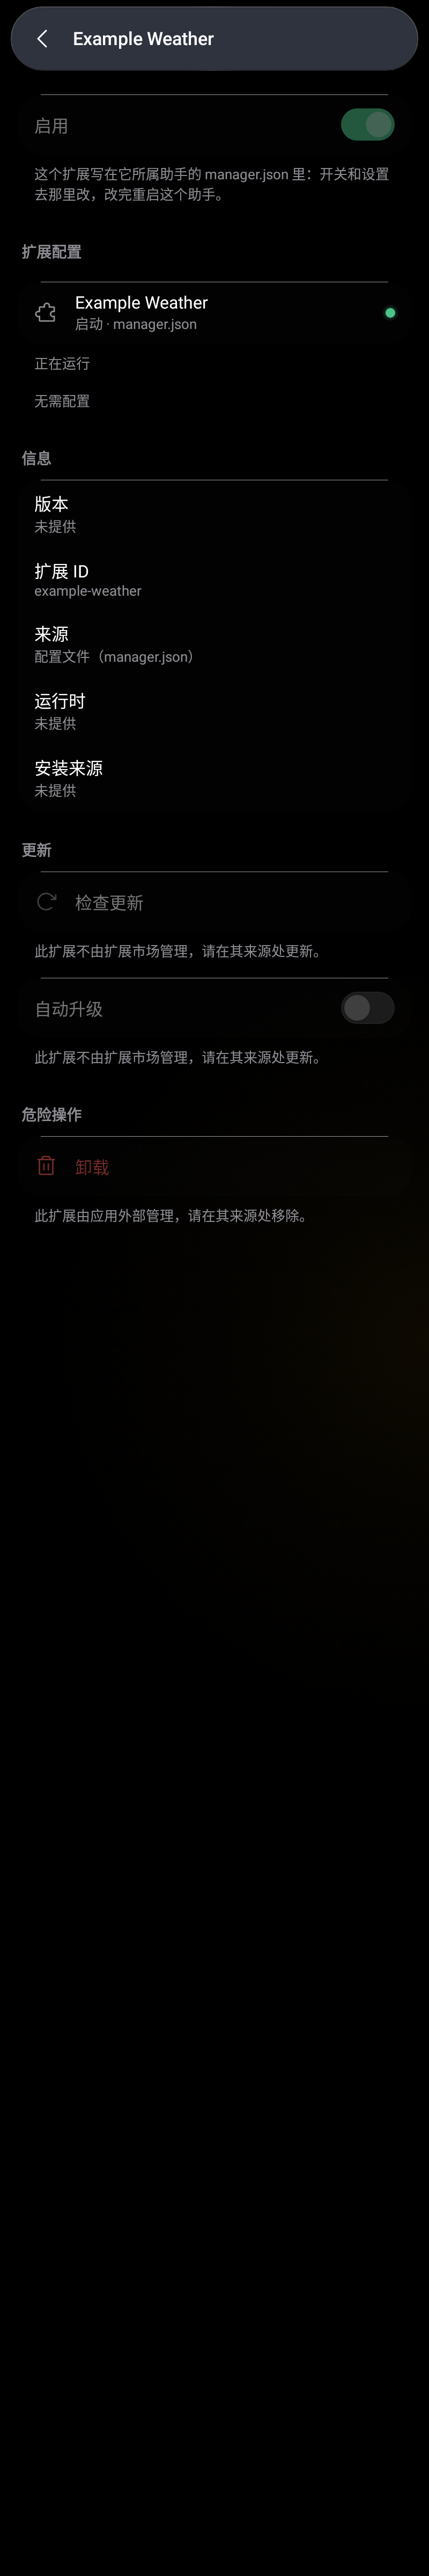 Example Weather
启用
这个扩展写在它所属助手的 manager.json 里：开关和设置
去那里改，改完重启这个助手。
扩展配置
Example Weather
启动 · manager.json
正在运行
无需配置
信息
版本
未提供
扩展 ID
example-weather
来源
配置文件（manager.json）
运行时
未提供
安装来源
未提供
更新
检查更新
此扩展不由扩展市场管理，请在其来源处更新。
自动升级
此扩展不由扩展市场管理，请在其来源处更新。
危险操作
卸载
此扩展由应用外部管理，请在其来源处移除。